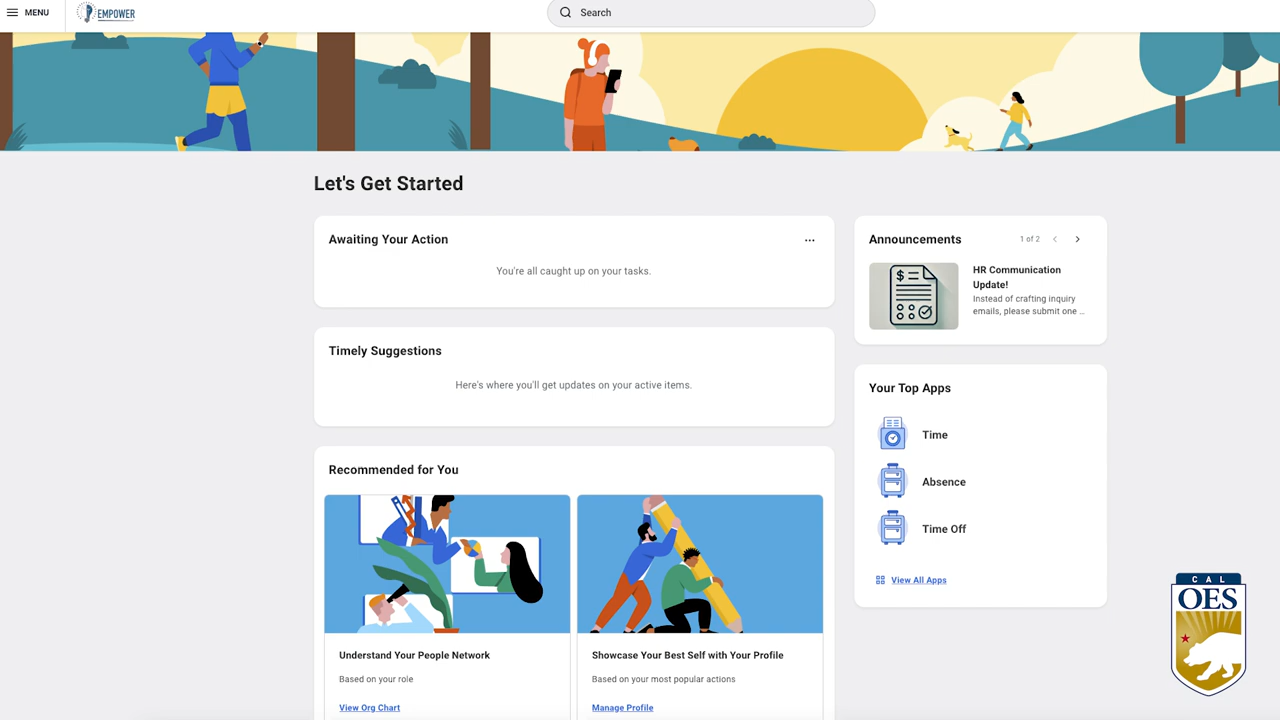 MENU
EMPOWER
Search
Let's Get Started
Awaiting Your Action
You're all caught up on your tasks.
Timely Suggestions
Here's where you'll get updates on your active items.
Recommended for You
Understand Your People Network
Based on your role
View Org Chart
Showcase Your Best Self with Your Profile
Based on your most popular actions
Manage Profile
Announcements
1 of 2
HR Communication
Update!
Instead of crafting inquiry
emails, please submit one ...
Your Top Apps
Time
Absence
Time Off
View All Apps
CAL
OES